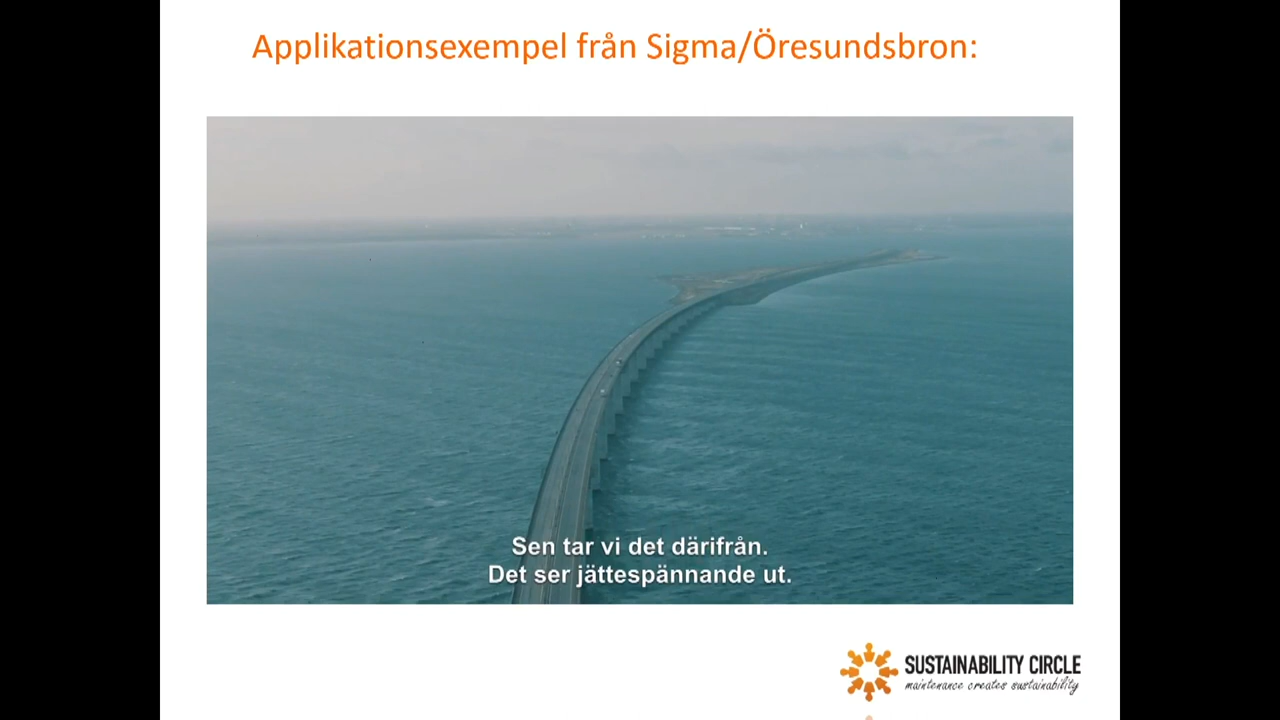 Applikationsexempel från Sigma/Öresundsbron:
Sen tar vi det därifrån.
Det ser jättespännande ut.
SUSTAINABILITY CIRCLE
maintenance creates sustainability